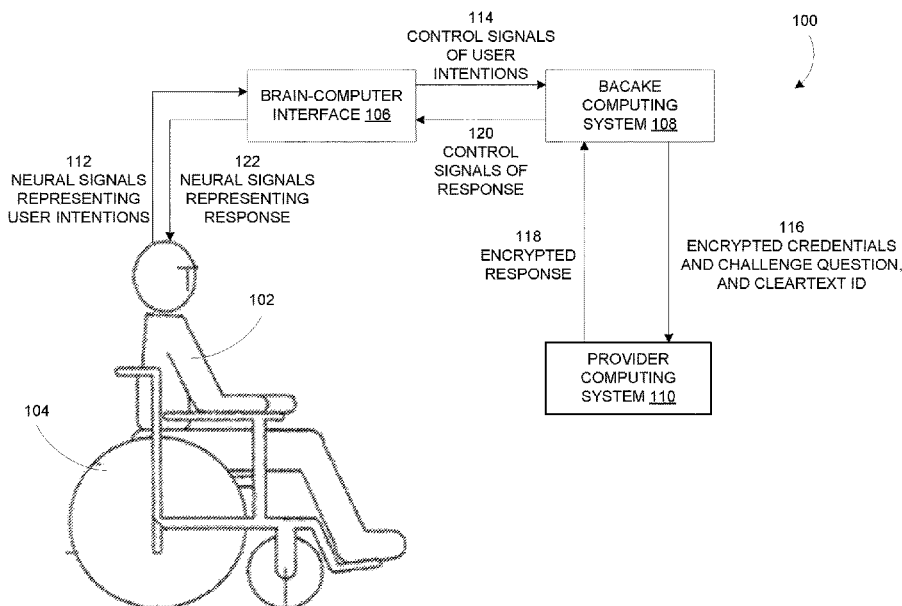 114
CONTROL SIGNALS
OF USER
INTENTIONS
100
BRAIN-COMPUTER
INTERFACE 106
BACAKE
COMPUTING
SYSTEM 108
120
CONTROL
SIGNALS OF
RESPONSE
112
NEURAL SIGNALS
REPRESENTING
USER INTENTIONS
122
NEURAL SIGNALS
REPRESENTING
RESPONSE
118
ENCRYPTED
RESPONSE
116
ENCRYPTED CREDENTIALS
AND CHALLENGE QUESTION,
AND CLEARTEXT ID
102
PROVIDER
COMPUTING
SYSTEM 110
104